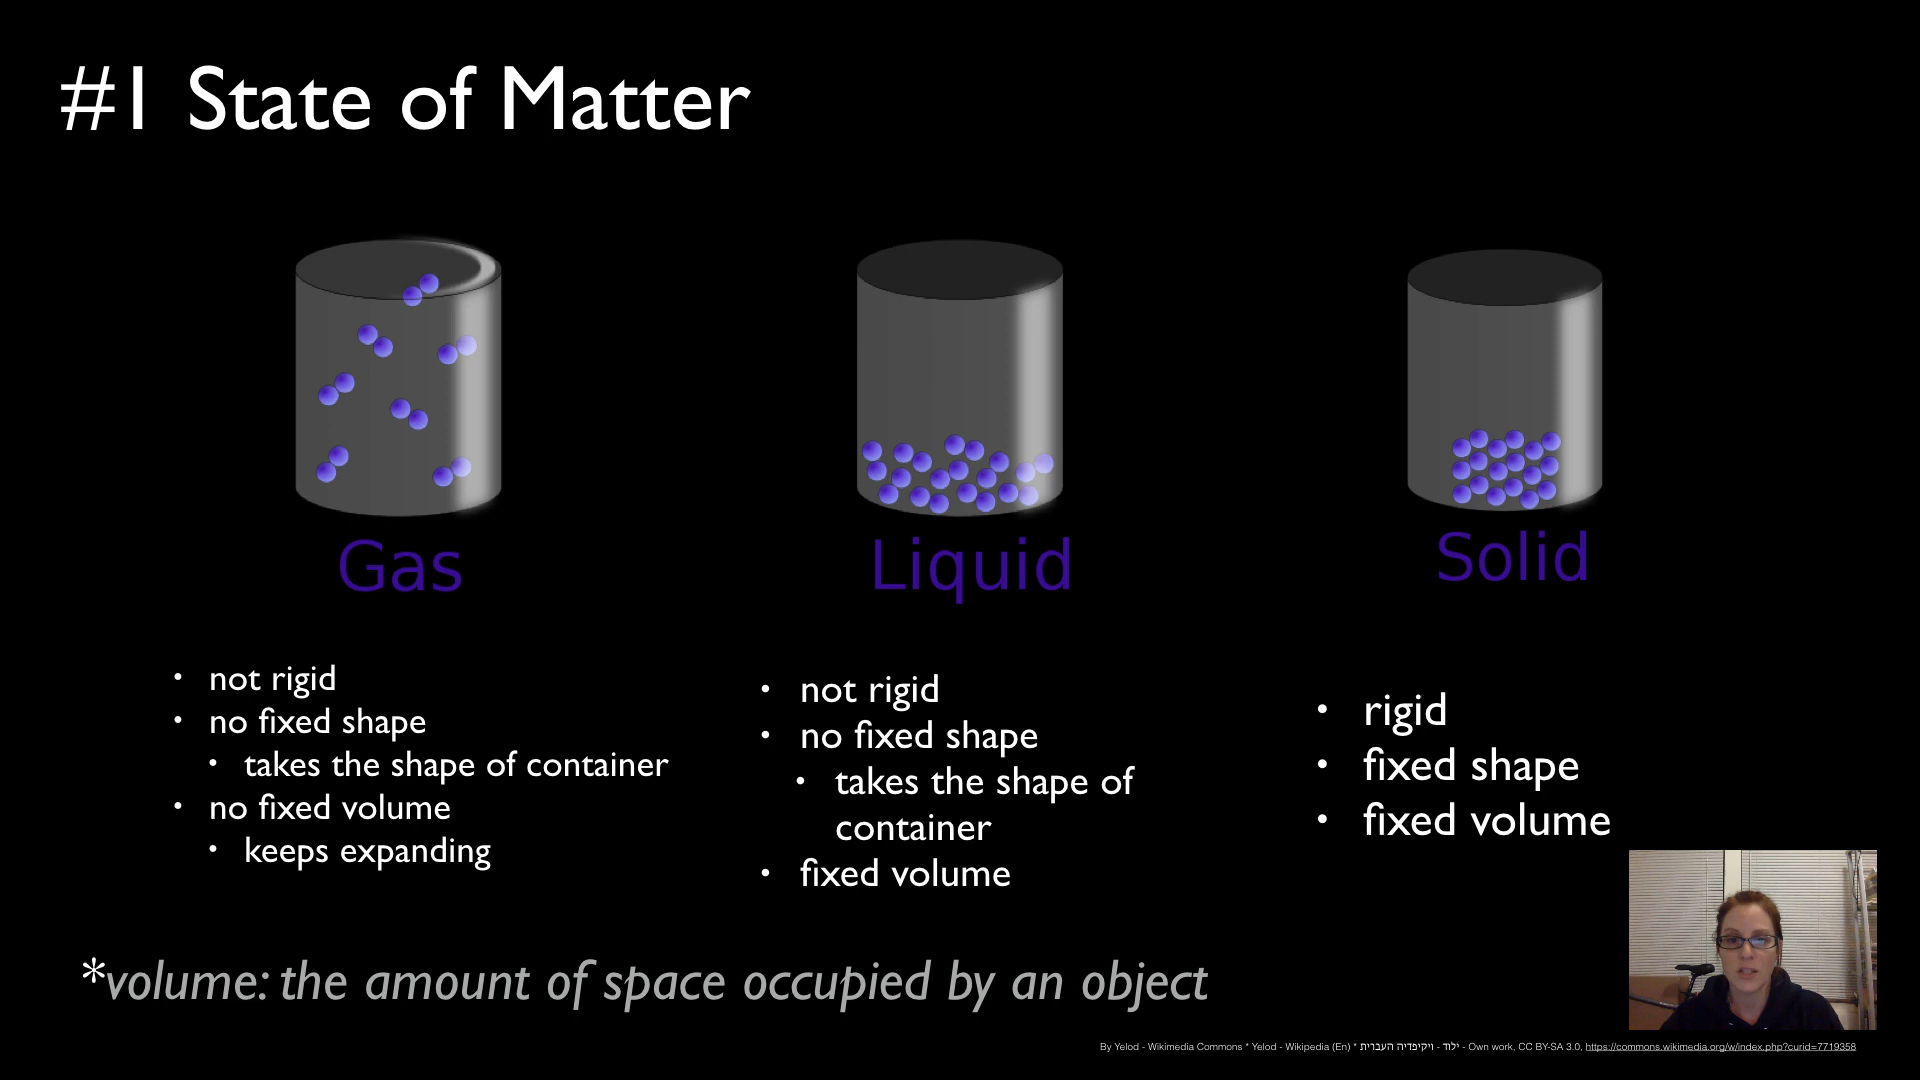 #1 State of Matter
Gas
Liquid
Solid
• not rigid
• no fixed shape
• takes the shape of container
• no fixed volume
• keeps expanding
• not rigid
• no fixed shape
• takes the shape of
container
• fixed volume
• rigid
• fixed shape
• fixed volume
*volume: the amount of space occupied by an object
By Yelod - Wikimedia Commons * Yelod - Wikipedia (En) * ילוד - ויקיפדיה העברית - Own work, CC BY-SA 3.0, https://commons.wikimedia.org/w/index.php?curid=7719358